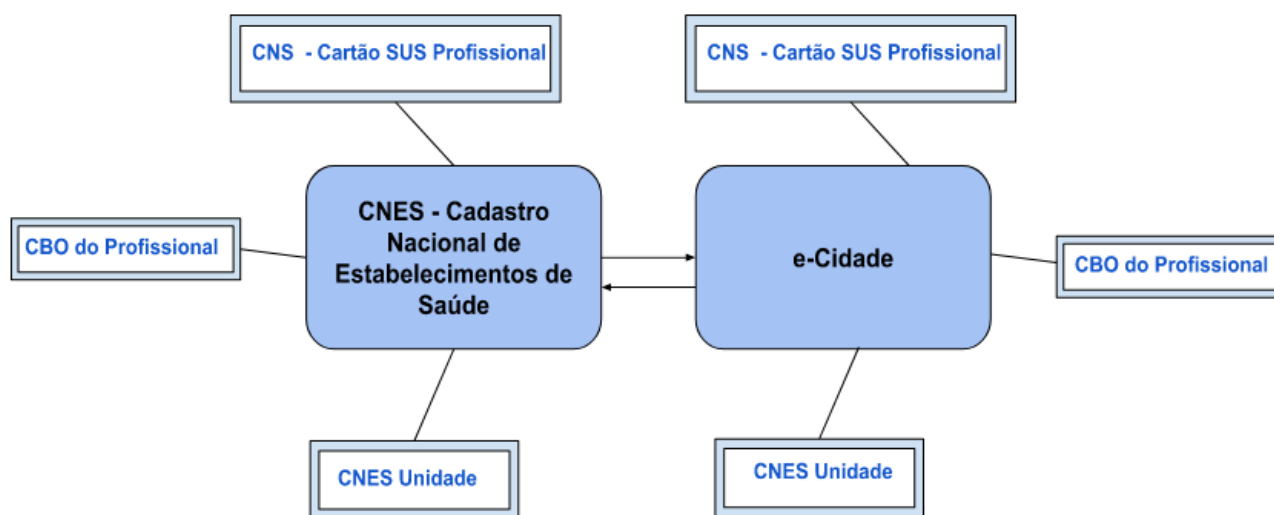 CNS - Cartão SUS Profissional
CNS - Cartão SUS Profissional
CBO do Profissional
CNES - Cadastro
Nacional de
Estabelecimentos de
Saúde
e-Cidade
CBO do Profissional
CNES Unidade
CNES Unidade